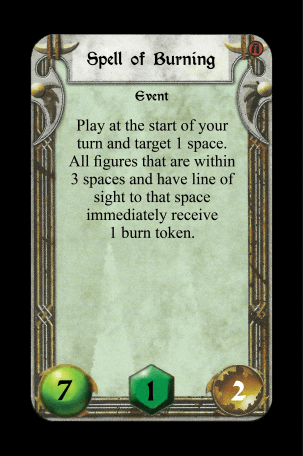 Spell of Burning
Event
Play at the start of your
turn and target 1 space.
All figures that are within
3 spaces and have line of
sight to that space
immediately receive
1 burn token.
7
1
2